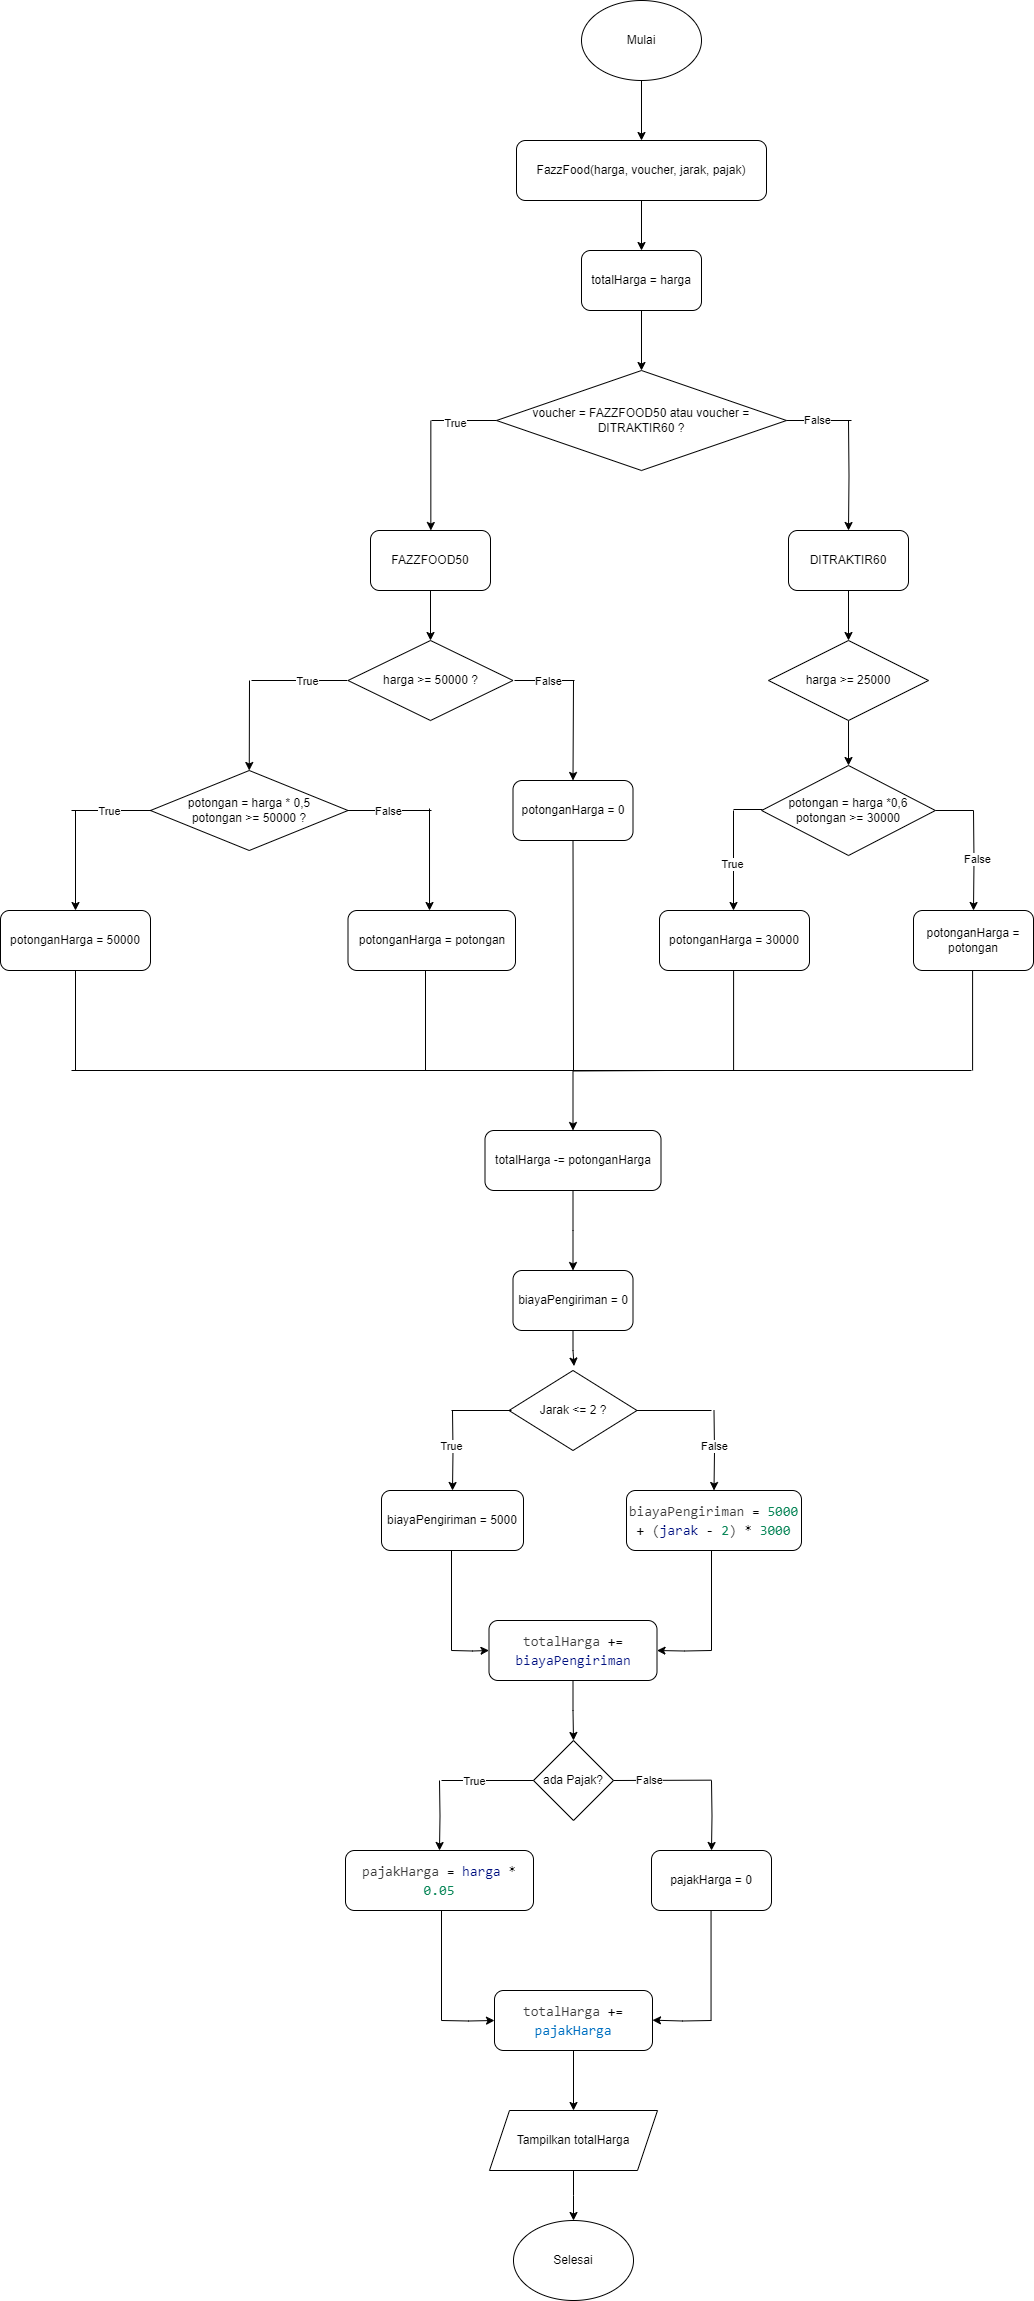 Mulai
FazzFood(harga, voucher, jarak, pajak)
totalHarga = harga
voucher = FAZZFOOD50 atau voucher =
DITRAKTIR60 ?
True
False
FAZZFOOD50
DITRAKTIR60
harga >= 50000 ?
True
False
harga >= 25000
potongan = harga * 0,5
potongan >= 50000 ?
True
False
potonganHarga = 0
potongan = harga *0,6
potongan >= 30000
True
False
potonganHarga = 50000
potonganHarga = potongan
potonganHarga = 30000
potonganHarga =
potongan
totalHarga -= potonganHarga
biayaPengiriman = 0
Jarak <= 2 ?
True
False
biayaPengiriman = 5000
biayaPengiriman = 5000
+ (jarak - 2) * 3000
totalHarga +=
biayaPengiriman
ada Pajak?
True
False
pajakHarga = harga *
0.05
pajakHarga = 0
totalHarga +=
pajakHarga
Tampilkan totalHarga
Selesai